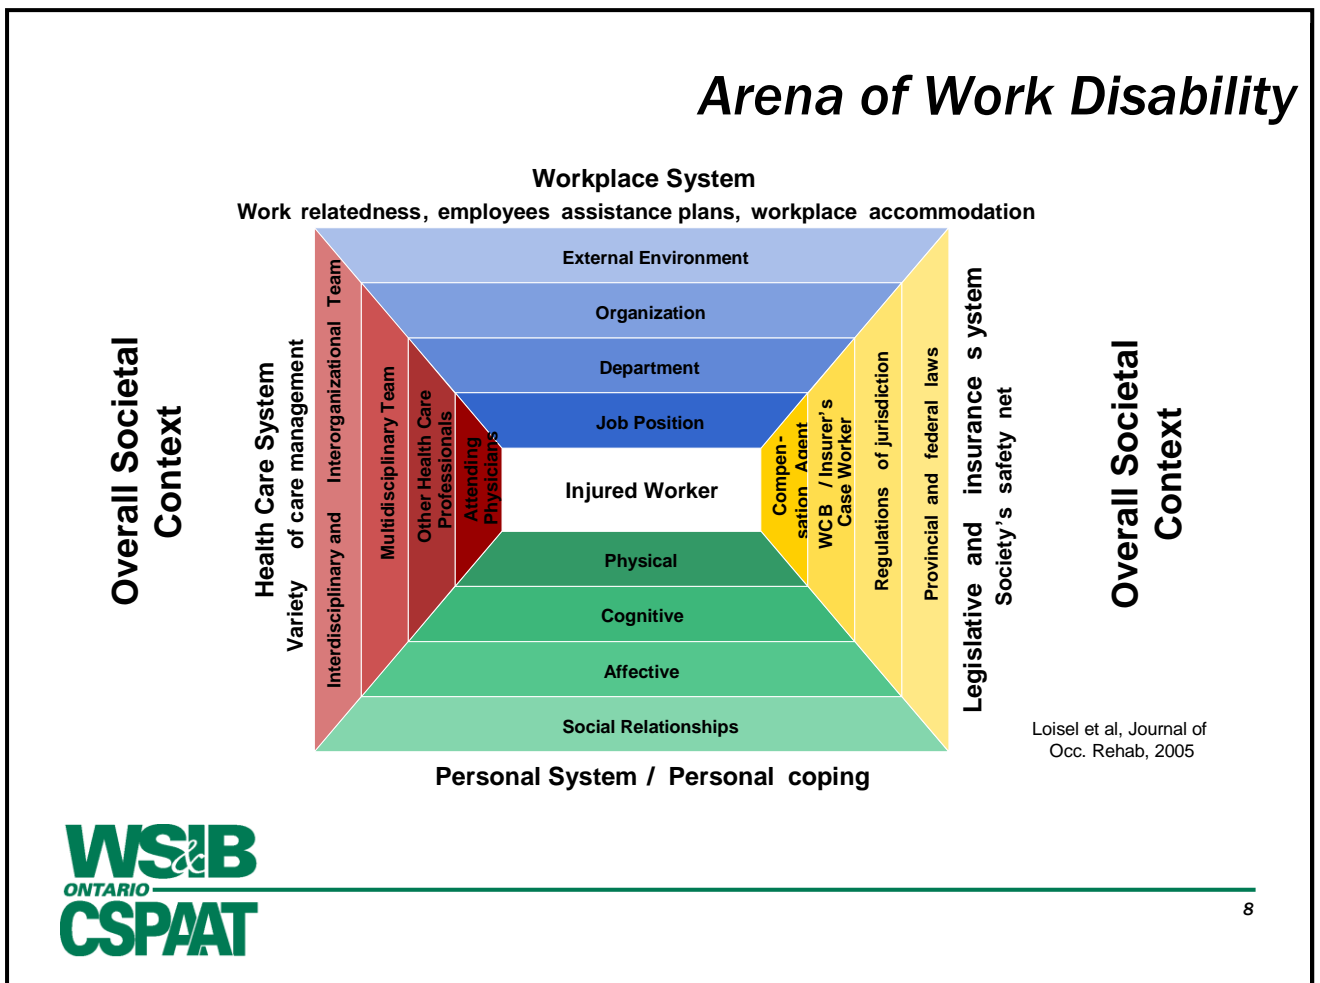 Arena of Work Disability
Workplace System
Work relatedness, employees assistance plans, workplace accommodation
External Environment
Organization
Department
Job Position
Injured Worker
Physical
Cognitive
Affective
Social Relationships
Personal System / Personal coping
Overall Societal
Context
Health Care System
Variety of care management
Interdisciplinary and Interorganizational Team
Multidisciplinary Team
Other Health Care
Professionals
Attending
Physicians
Compen-
sation Agent
WCB / Insurer’s
Case Worker
Regulations of jurisdiction
Provincial and federal laws
Legislative and insurance s ystem
Society’s safety net
Overall Societal
Context
Loisel et al, Journal of
Occ. Rehab, 2005
WS&IB
ONTARIO
CSPAAT
8